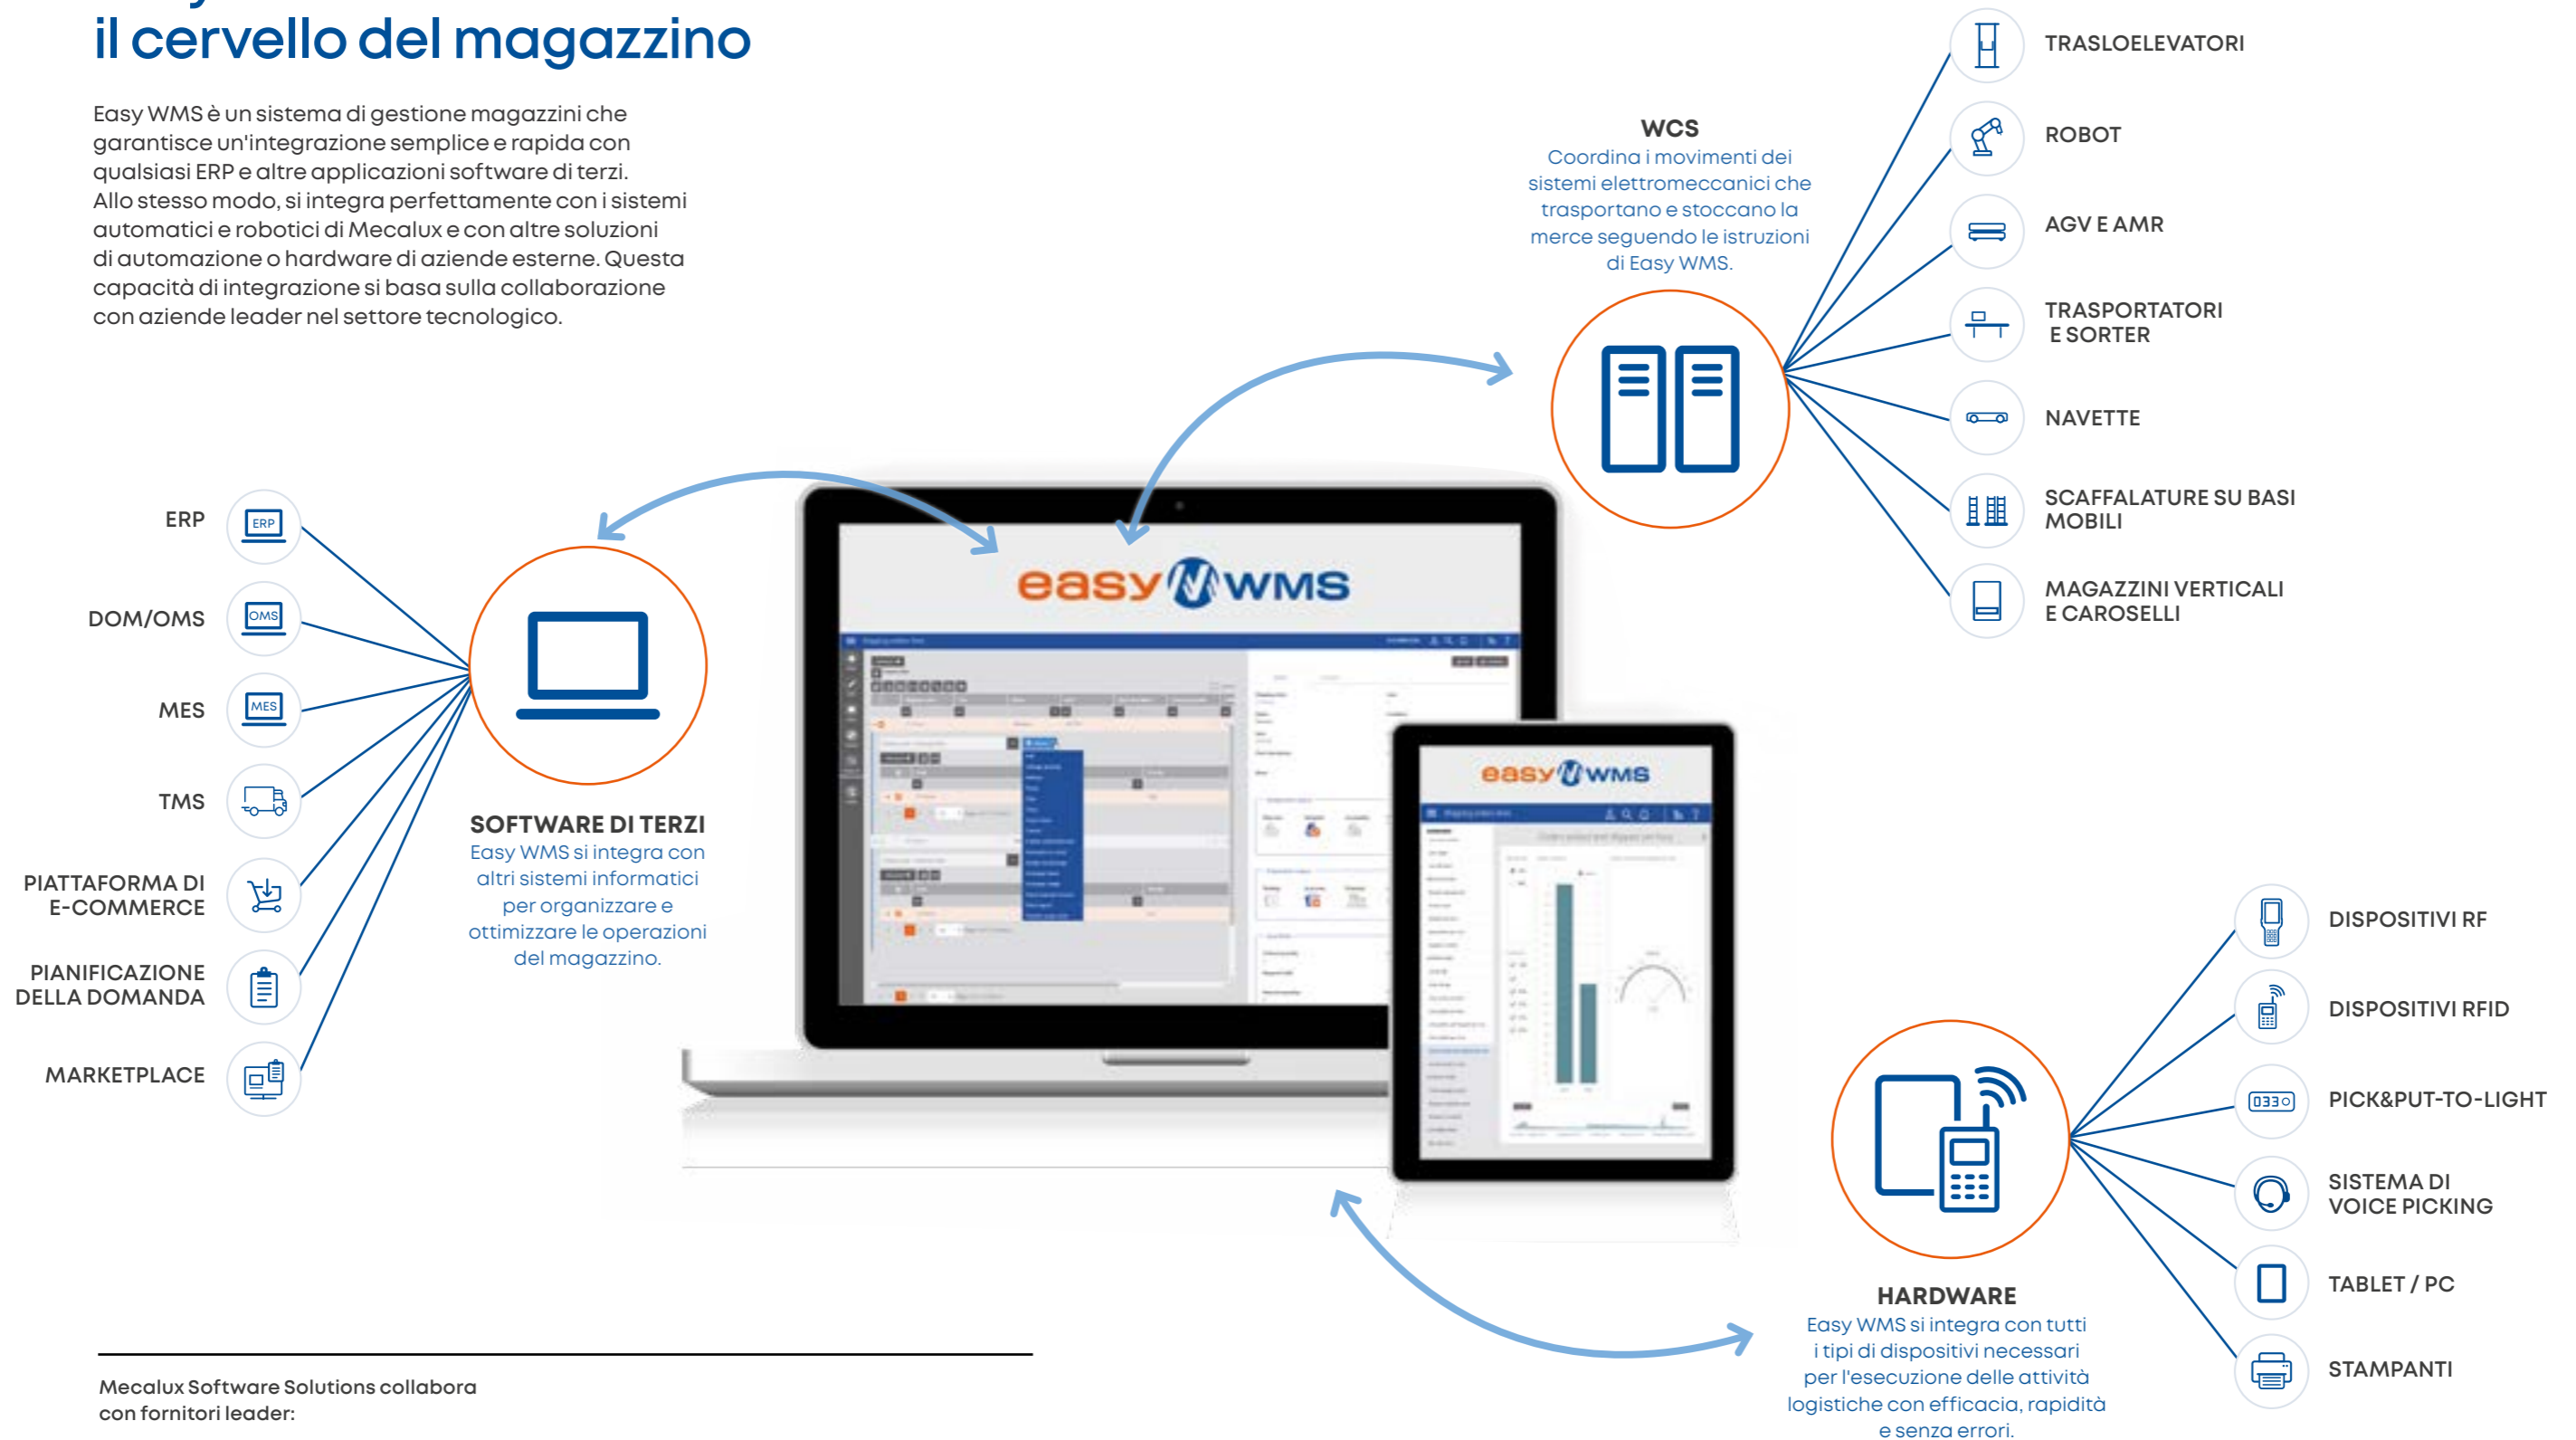 il cervello del magazzino
Easy WMS è un sistema di gestione magazzini che
garantisce un'integrazione semplice e rapida con
qualsiasi ERP e altre applicazioni software di terzi.
Allo stesso modo, si integra perfettamente con i sistemi
automatici e robotici di Mecalux e con altre soluzioni
di automazione o hardware di aziende esterne. Questa
capacità di integrazione si basa sulla collaborazione
con aziende leader nel settore tecnologico.
WCS
Coordina i movimenti dei
sistemi elettromeccanici che
trasportano e stoccano la
merce seguendo le istruzioni
di Easy WMS.
TRASLOELEVATORI
ROBOT
AGV E AMR
TRASPORTATORI
E SORTER
NAVETTE
SCAFFALATURE SU BASI
MOBILI
MAGAZZINI VERTICALI
E CAROSELLI
ERP
ERP
DOM/OMS
OMS
MES
MES
TMS
PIATTAFORMA DI
E-COMMERCE
PIANIFICAZIONE
DELLA DOMANDA
MARKETPLACE
SOFTWARE DI TERZI
Easy WMS si integra con
altri sistemi informatici
per organizzare e
ottimizzare le operazioni
del magazzino.
easy WMS
easy WMS
HARDWARE
Easy WMS si integra con tutti
i tipi di dispositivi necessari
per l'esecuzione delle attività
logistiche con efficacia, rapidità
e senza errori.
DISPOSITIVI RF
DISPOSITIVI RFID
033
PICK&PUT-TO-LIGHT
SISTEMA DI
VOICE PICKING
TABLET / PC
STAMPANTI
Mecalux Software Solutions collabora
con fornitori leader: